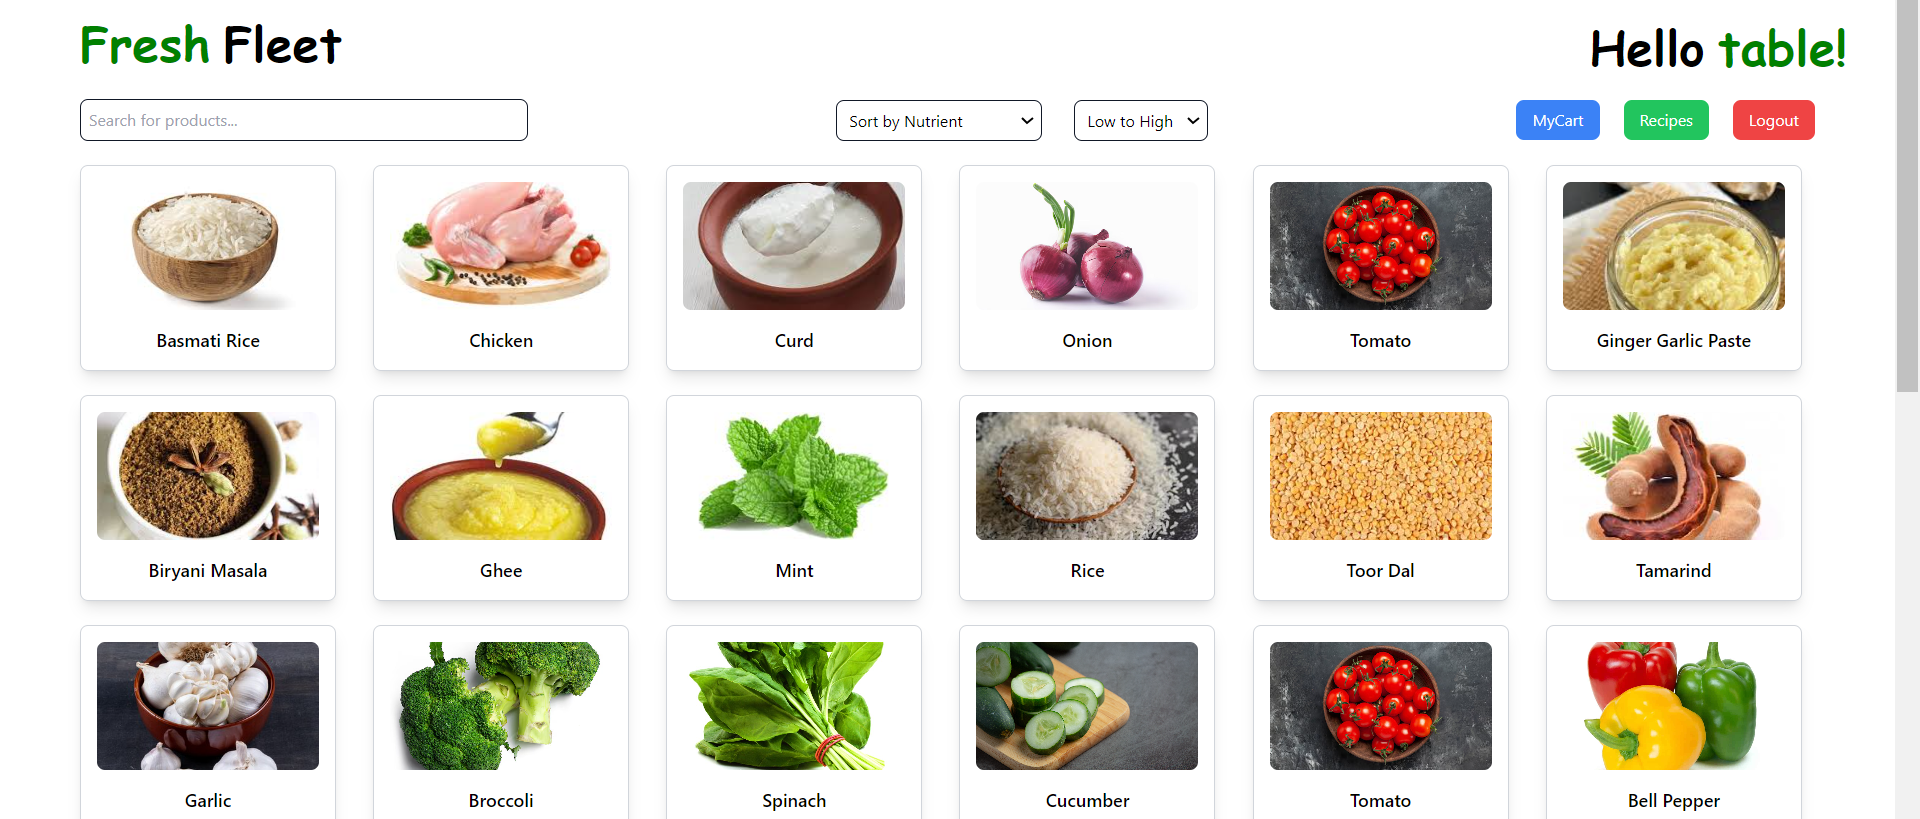 Fresh Fleet
Hello table!
Search for products...
Sort by Nutrient
Low to High
MyCart
Recipes
Logout
Basmati Rice
Chicken
Curd
Onion
Tomato
Ginger Garlic Paste
Biryani Masala
Ghee
Mint
Rice
Toor Dal
Tamarind
Garlic
Broccoli
Spinach
Cucumber
Tomato
Bell Pepper